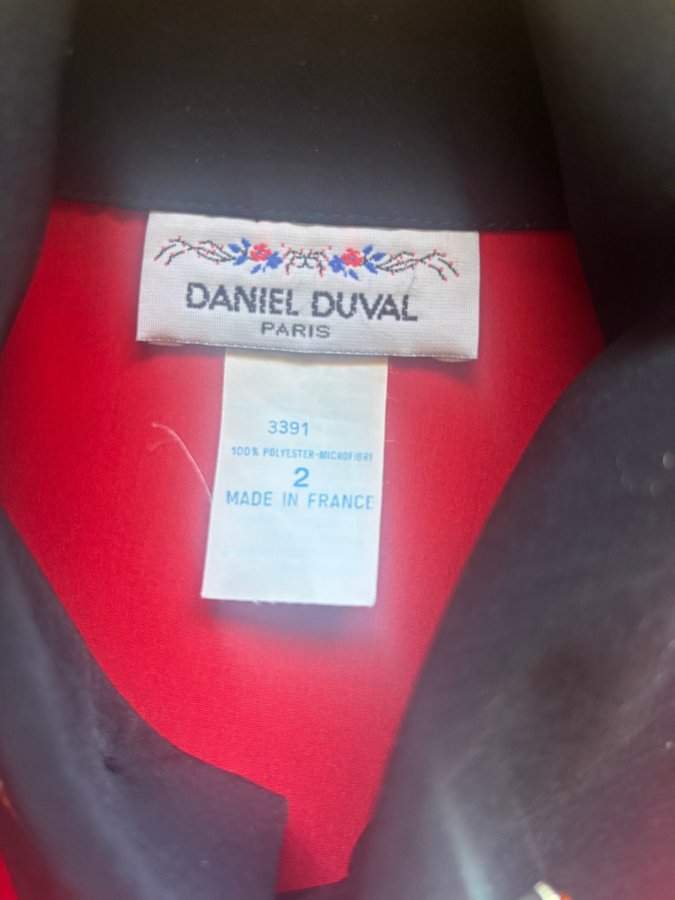 DANIEL DUVAL
PARIS
3391
100% POLYESTER-MICROFIBRE
2
MADE IN FRANCE